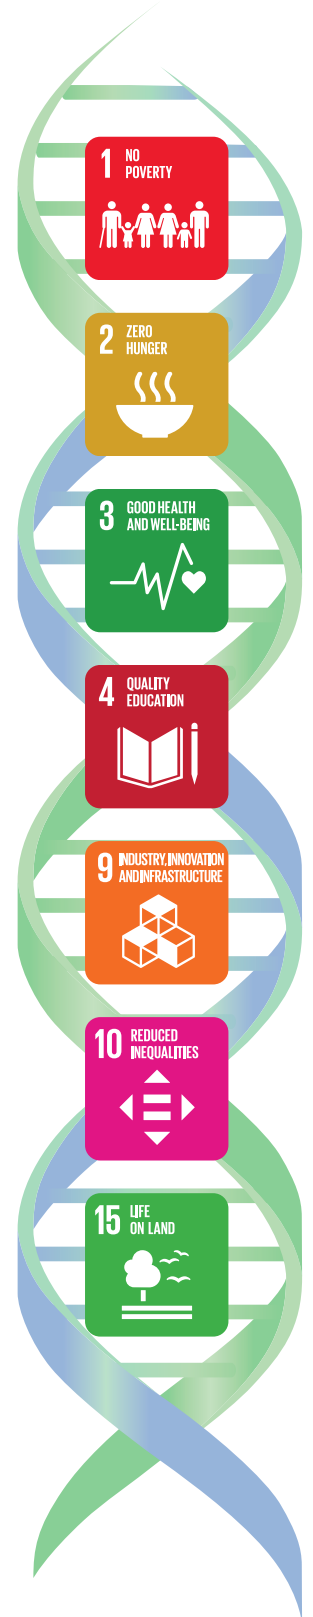 1 NO
POVERTY
2 ZERO
HUNGER
3 GOOD HEALTH
AND WELL-BEING
4 QUALITY
EDUCATION
9 INDUSTRY, INNOVATION
AND INFRASTRUCTURE
10 REDUCED
INEQUALITIES
15 LIFE
ON LAND